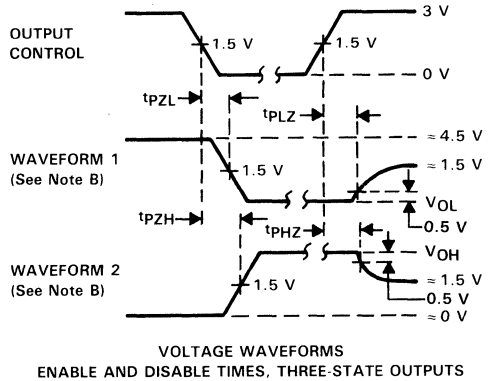 OUTPUT CONTROL
3 V
1.5 V
1.5 V
0 V
tPZL
tPLZ
≈ 4.5 V
WAVEFORM 1
(See Note B)
1.5 V
≈ 1.5 V
VOL
0.5 V
tPZH
tPHZ
VOH
WAVEFORM 2
(See Note B)
1.5 V
≈ 1.5 V
0.5 V
≈ 0 V
VOLTAGE WAVEFORMS
ENABLE AND DISABLE TIMES, THREE-STATE OUTPUTS